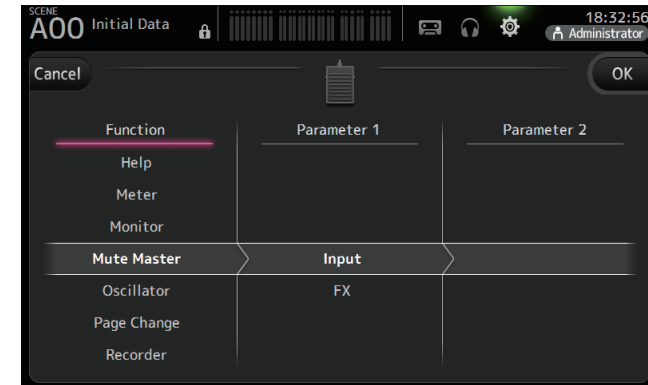 SCENE
A00 Initial Data
18:32:56
Administrator
Cancel
OK
Function Parameter 1 Parameter 2
Help
Meter
Monitor
Mute Master Input
Oscillator FX
Page Change
Recorder